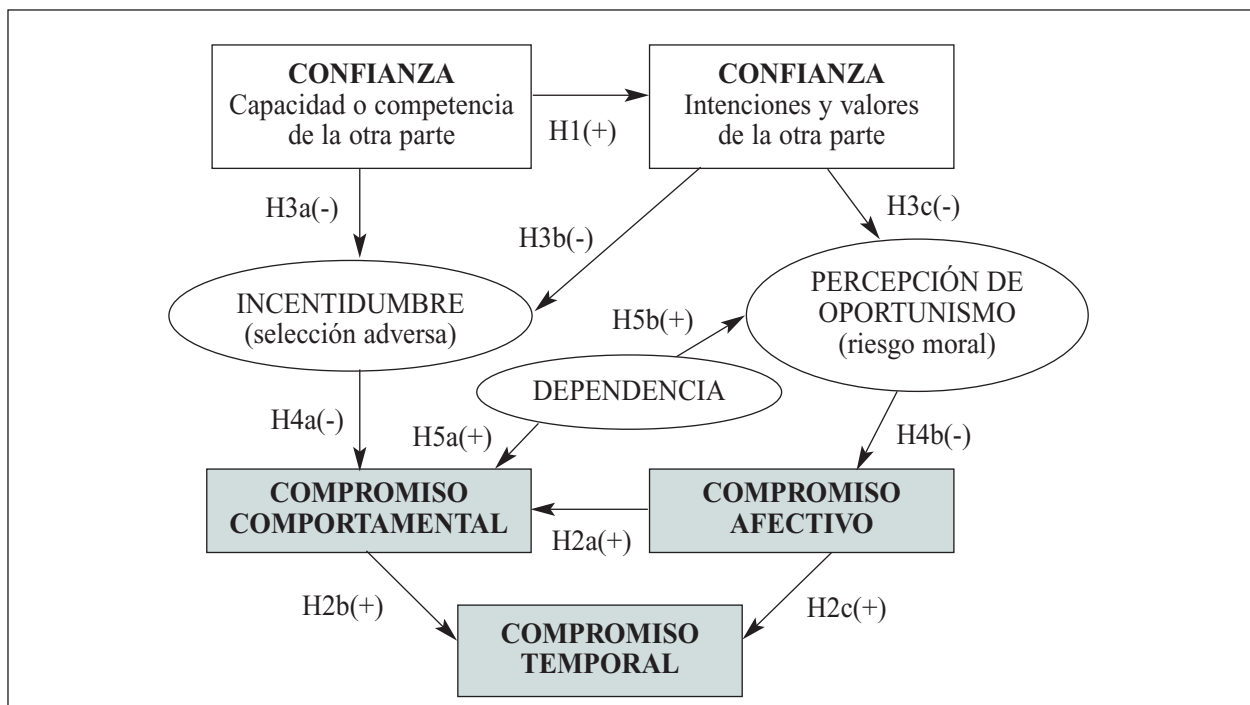 CONFIANZA
Capacidad o competencia
de la otra parte
H1(+)
CONFIANZA
Intenciones y valores
de la otra parte
H3a(-)
H3b(-)
H3c(-)
INCENTIDUMBRE
(selección adversa)
H5b(+)
PERCEPCIÓN DE
OPORTUNISMO
(riesgo moral)
DEPENDENCIA
H4a(-)
H5a(+)
H4b(-)
COMPROMISO
COMPORTAMENTAL
H2a(+)
COMPROMISO
AFECTIVO
H2b(+)
H2c(+)
COMPROMISO
TEMPORAL